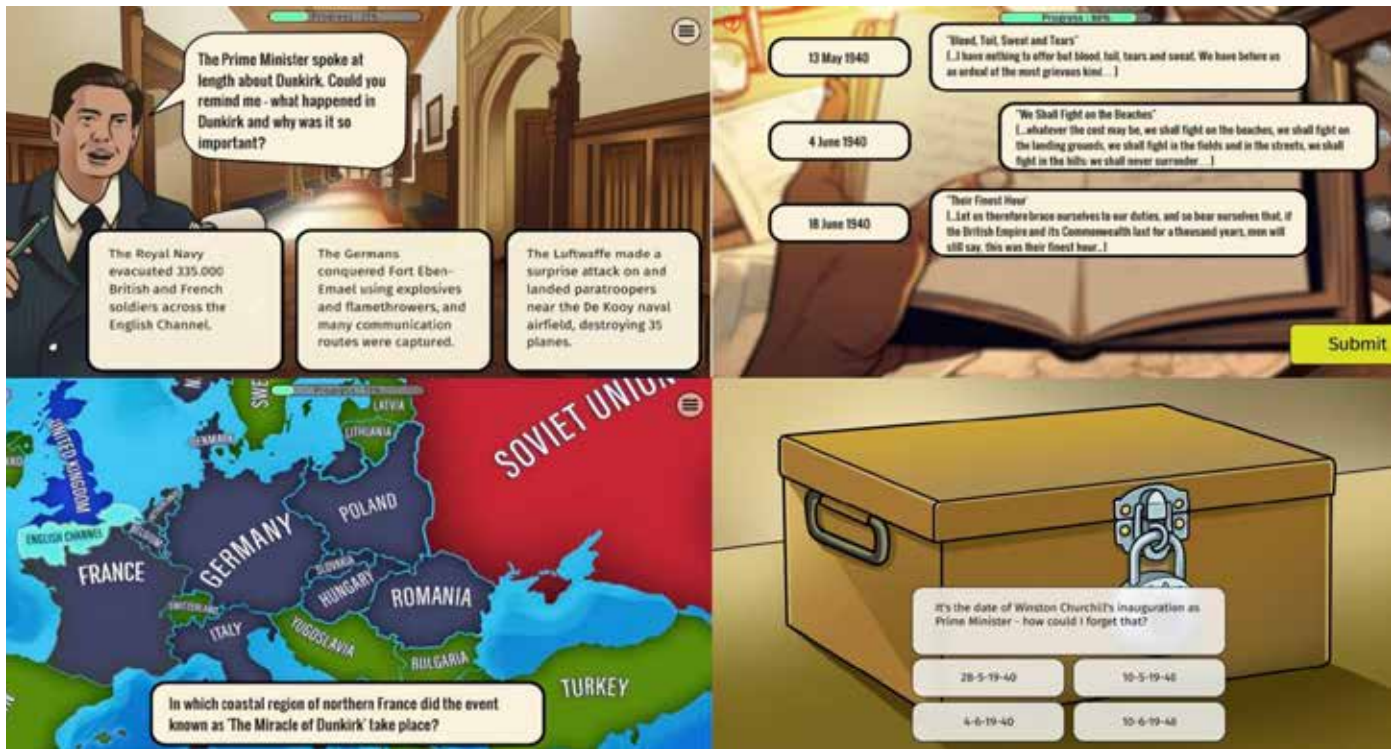 The Prime Minister spoke at
length about Dunkirk. Could you
remind me - what happened in
Dunkirk and why was it so
important?
The Royal Navy
evacuated 335.000
British and French
soldiers across the
English Channel.
The Germans
conquered Fort Eben-
Emael using explosives
and flamethrowers, and
many communication
routes were captured.
The Luftwaffe made a
surprise attack on and
landed paratroopers
near the De Kooy naval
airfield, destroying 35
planes.
13 May 1940
"Blood, Toil, Sweat and Tears"
[...I have nothing to offer but blood, toil, tears and sweat. We have before us
an ordeal of the most grievous kind. . . ]
4 June 1940
"We Shall Fight on the Beaches"
[...whatever the cost may be, we shall fight on the beaches, we shall fight on
the landing grounds, we shall fight in the fields and in the streets, we shall
fight in the hills; we shall never surrender. . . .]
18 June 1940
"Their Finest Hour
[...Let us therefore brace ourselves to our duties, and so bear ourselves that, if
the British Empire and its Commonwealth last for a thousand years, men will
still say, this was their finest hour...]
Submit
UNITED KINGDOM
DENMARK
SWE
LATVIA
LITHUANIA
SOVIET UNION
ENGLISH CHANNEL
BELGIUM
FRANCE
GERMANY
POLAND
SLOVAKIA
HUNGARY
ROMANIA
SWITZERLAND
ITALY
YUGOSLAVIA
BULGARIA
TURKEY
In which coastal region of northern France did the event
known as 'The Miracle of Dunkirk' take place?
It's the date of Winston Churchill's inauguration as
Prime Minister - how could I forget that?
28-5-19-40
10-5-19-40
4-6-19-40
10-6-19-40